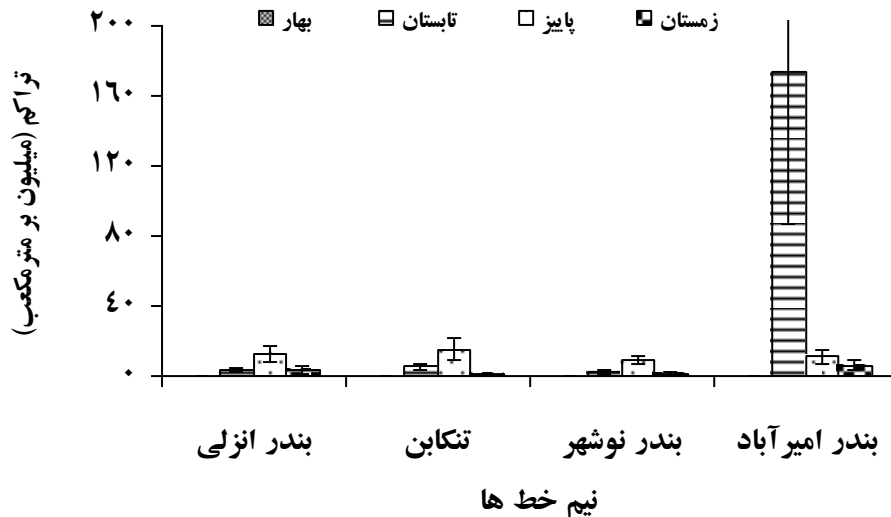 بهار تابستان پاییز زمستان
تراکم (میلیون بر مترمکعب)
۲۰۰
۱۶۰
۱۲۰
۸۰
٤۰
۰
بندر انزلی تنکابن بندر نوشهر بندر امیرآباد
نیم خط ها